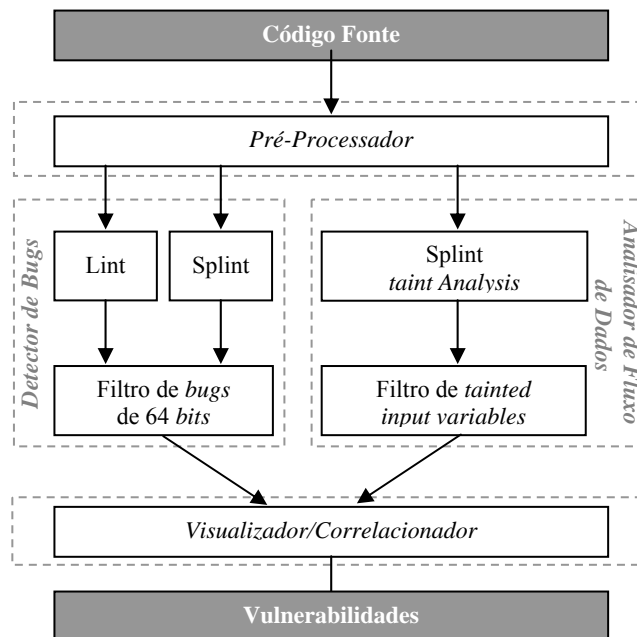 Código Fonte
Pré-Processador
Detector de Bugs
Lint
Splint
Filtro de bugs
de 64 bits
Splint
taint Analysis
Filtro de tainted
input variables
Analisador de Fluxo
de Dados
Visualizador/Correlacionador
Vulnerabilidades